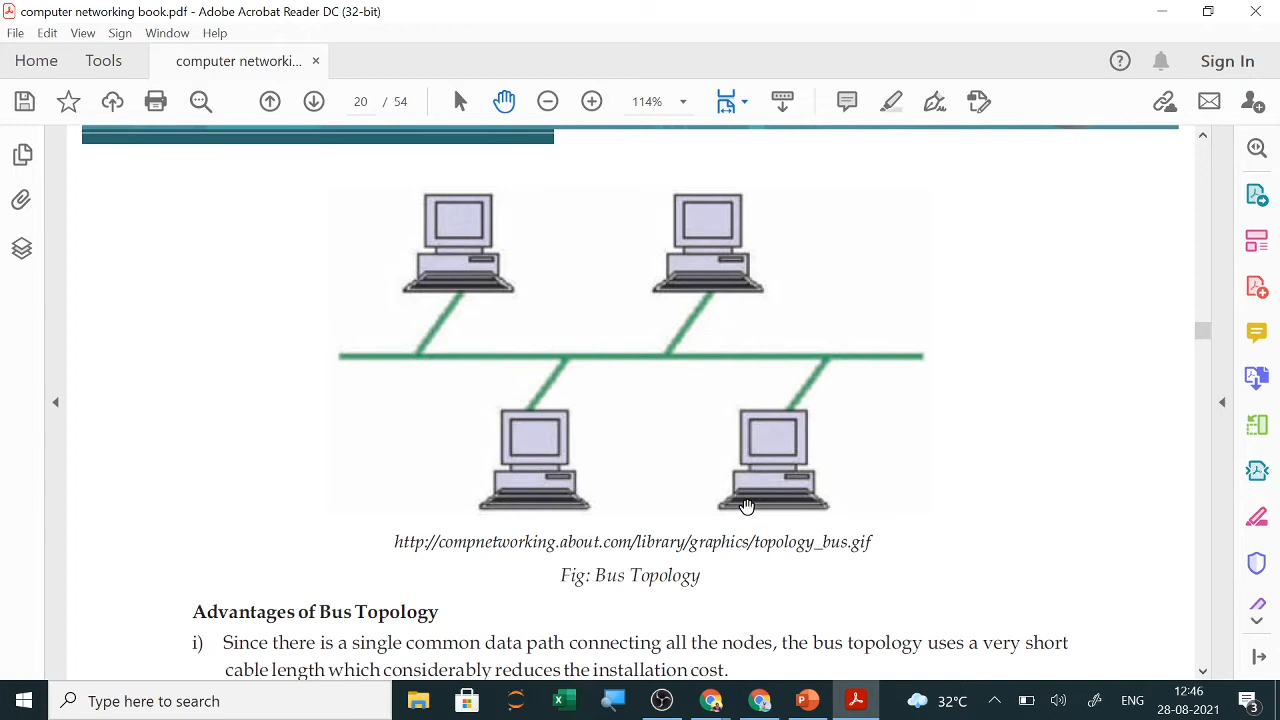 computer networking book.pdf - Adobe Acrobat Reader DC (32-bit)
File Edit View Sign Window Help
Home Tools computer networki... × Sign In
20 / 54 114%
http://compnetworking.about.com/library/graphics/topology_bus.gif
Fig: Bus Topology
Advantages of Bus Topology
i) Since there is a single common data path connecting all the nodes, the bus topology uses a very short
cable length which considerably reduces the installation cost.
Type here to search 32°C ENG 12:46
28-08-2021 3